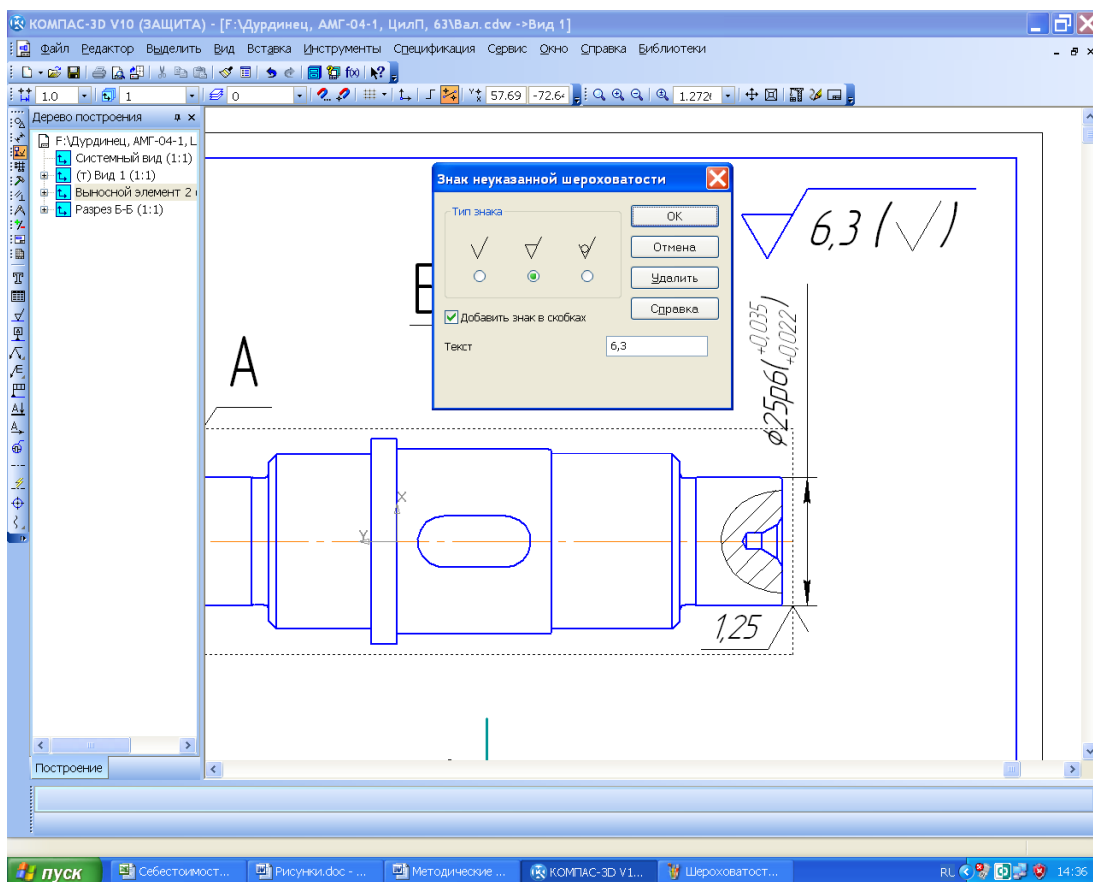 КОМПАС-3D V10 (ЗАЩИТА) - [F:\Дурдинец, АМГ-04-1, ЦилП, 63\Вал.cdw ->Вид 1]
Файл Редактор Выделить Вид Вставка Инструменты Спецификация Сервис Окно Справка Библиотеки
1.0 1 0 57.69 -72.6 1.272
Дерево построения
F:\Дурдинец, АМГ-04-1, L
Системный вид (1:1)
(т) Вид 1 (1:1)
Выносной элемент 2
Разрез Б-Б (1:1)
Построение
Знак неуказанной шероховатости
Тип знака
ОК
Отмена
Удалить
Справка
Добавить знак в скобках
Текст 6,3
6,3 (√)
А
ϕ25p6(+0,035 +0,022)
X
Y
1,25
пуск Себестоимост... Рисунки.doc - ... Методические ... КОМПАС-3D V1... Шероховатост... RL 14:36